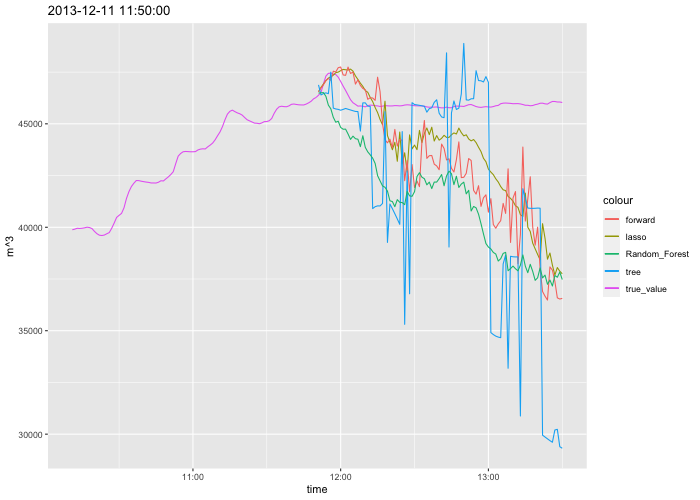 2013-12-11 11:50:00
m^3
45000
40000
35000
30000
11:00
12:00
13:00
time
colour
forward
lasso
Random_Forest
tree
true_value